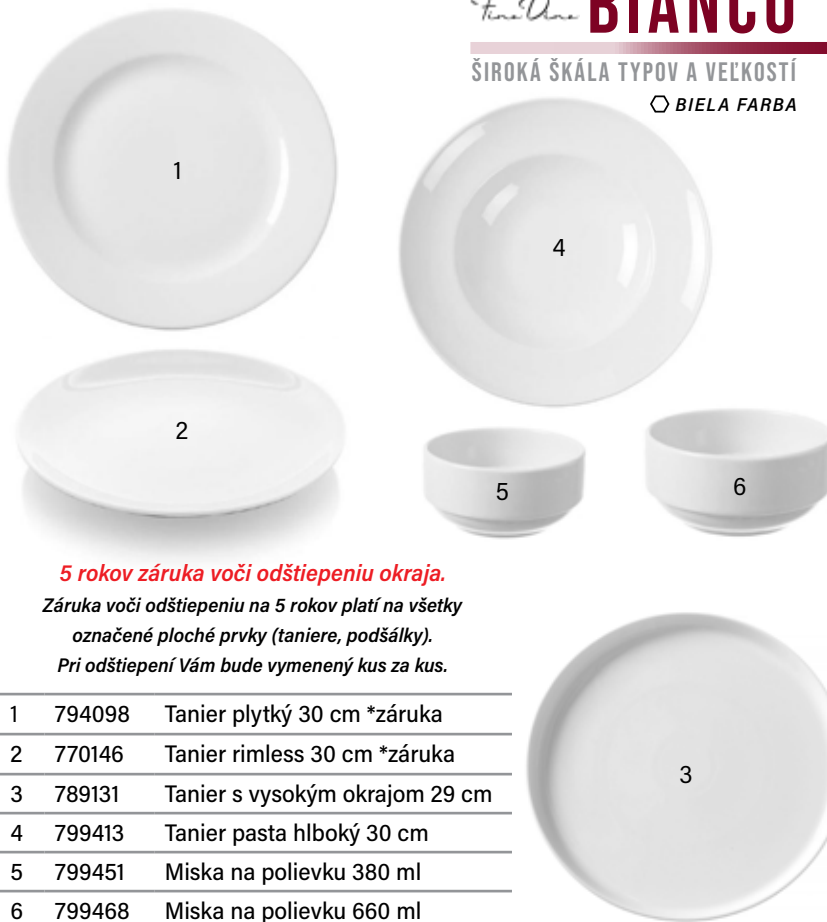 Fine Dine BIANCO
ŠIROKÁ ŠKÁLA TYPOV A VEĽKOSTÍ
BIELA FARBA
1
4
2
5
6
5 rokov záruka voči odštiepeniu okraja.
Záruka voči odštiepeniu na 5 rokov platí na všetky
označené ploché prvky (taniere, podšálky).
Pri odštiepení Vám bude vymenený kus za kus.
1 794098 Tanier plytký 30 cm *záruka
2 770146 Tanier rimless 30 cm *záruka
3 789131 Tanier s vysokým okrajom 29 cm
4 799413 Tanier pasta hlboký 30 cm
5 799451 Miska na polievku 380 ml
6 799468 Miska na polievku 660 ml
3